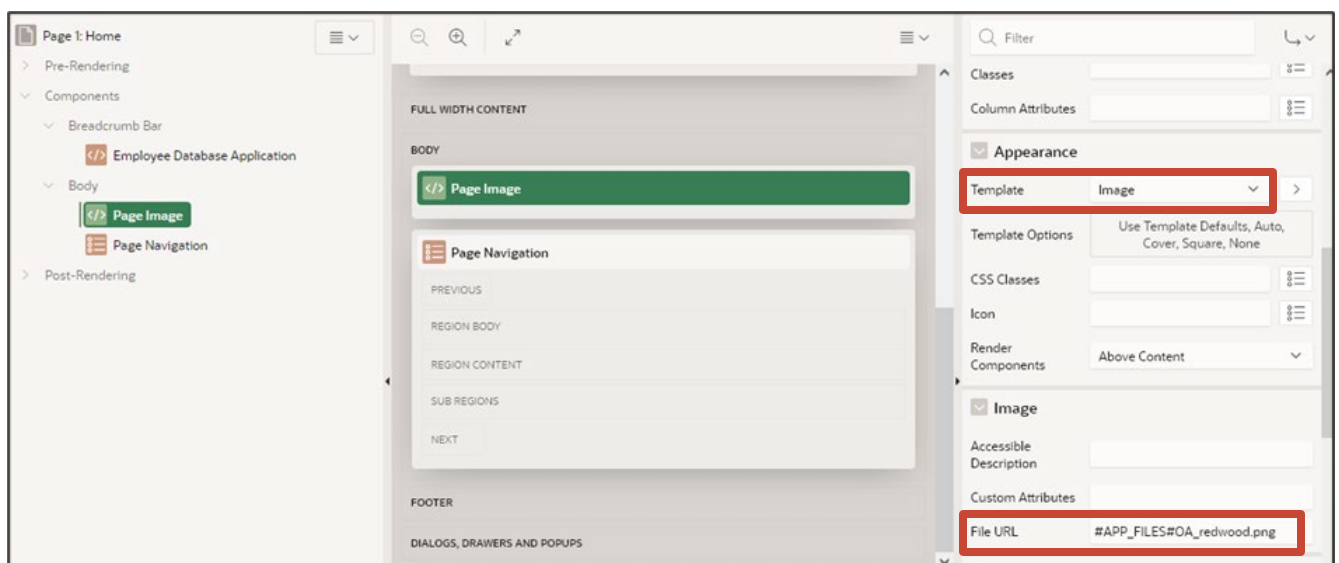 Page 1: Home
Pre-Rendering
Components
Breadcrumb Bar
</> Employee Database Application
Body
</> Page Image
Page Navigation
Post-Rendering
FULL WIDTH CONTENT
BODY
</> Page Image
Page Navigation
PREVIOUS
REGION BODY
REGION CONTENT
SUB REGIONS
NEXT
FOOTER
DIALOGS, DRAWERS AND POPUPS
Filter
Classes
Column Attributes
Appearance
Template Image
Template Options Use Template Defaults, Auto,
Cover, Square, None
CSS Classes
Icon
Render
Components Above Content
Image
Accessible
Description
Custom Attributes
File URL #APP_FILES#OA_redwood.png